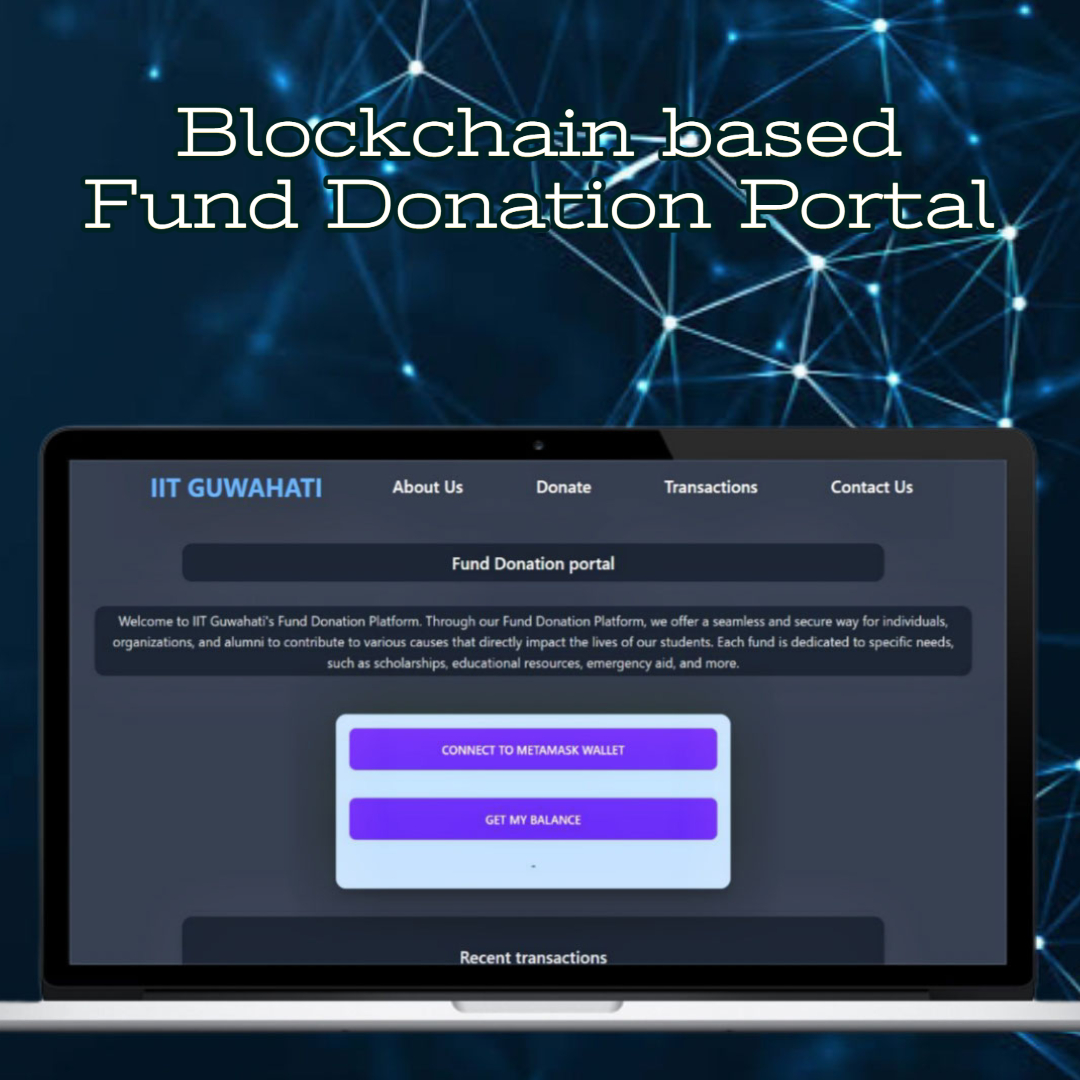 Blockchain based
Fund Donation Portal
IIT GUWAHATI About Us Donate Transactions Contact Us
Fund Donation portal
Welcome to IIT Guwahati's Fund Donation Platform. Through our Fund Donation Platform, we offer a seamless and secure way for individuals,
organizations, and alumni to contribute to various causes that directly impact the lives of our students. Each fund is dedicated to specific needs,
such as scholarships, educational resources, emergency aid, and more.
CONNECT TO METAMASK WALLET
GET MY BALANCE
-
Recent transactions